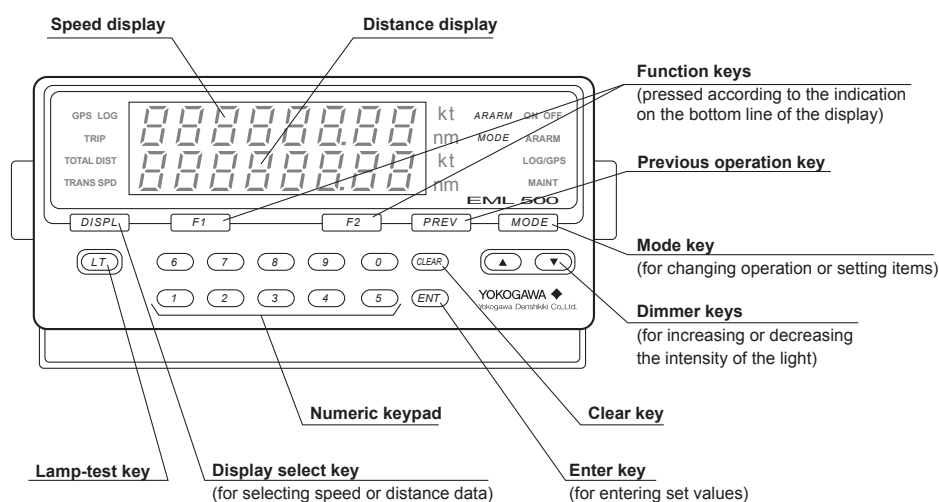 Speed display
Distance display
Function keys
(pressed according to the indication
on the bottom line of the display)
Previous operation key
Mode key
(for changing operation or setting items)
Dimmer keys
(for increasing or decreasing
the intensity of the light)
GPS LOG
TRIP
TOTAL DIST
TRANS SPD
kt
nm
kt
nm
ARARM ON OFF
MODE ARARM
LOG/GPS
MAINT
EML 500
DISPL F1 F2 PREV MODE
LT 6 7 8 9 0 CLEAR ▲ ▼
1 2 3 4 5 ENT
YOKOGAWA ◆
Yokogawa Denshikiki Co.,Ltd.
Numeric keypad
Clear key
Lamp-test key
Display select key
(for selecting speed or distance data)
Enter key
(for entering set values)